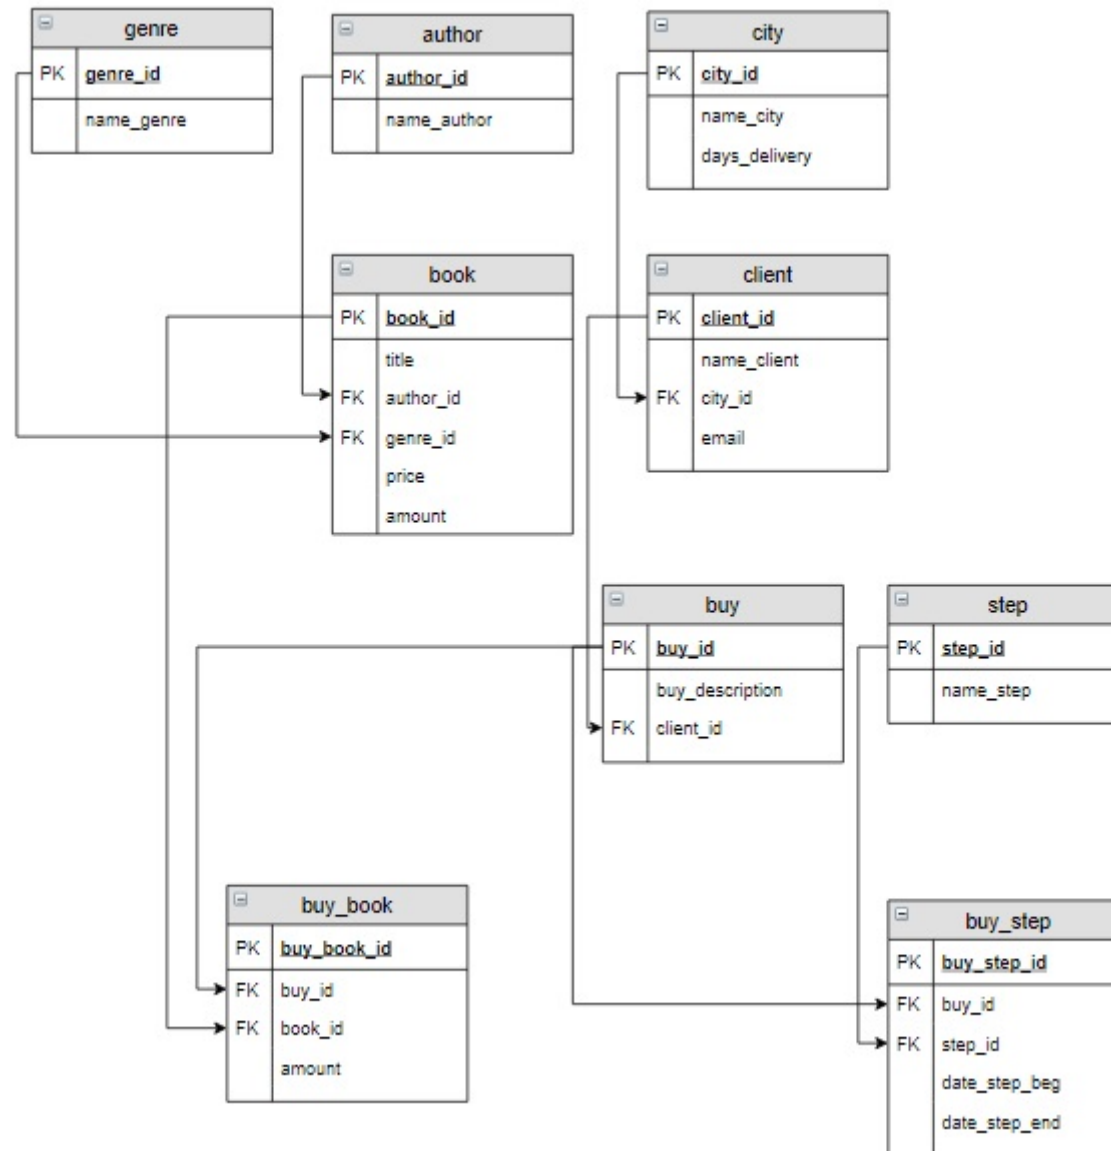 genre
PK genre_id
name_genre
author
PK author_id
name_author
city
PK city_id
name_city
days_delivery
book
PK book_id
title
FK author_id
FK genre_id
price
amount
client
PK client_id
name_client
FK city_id
email
buy
PK buy_id
buy_description
FK client_id
step
PK step_id
name_step
buy_book
PK buy_book_id
FK buy_id
FK book_id
amount
buy_step
PK buy_step_id
FK buy_id
FK step_id
date_step_beg
date_step_end